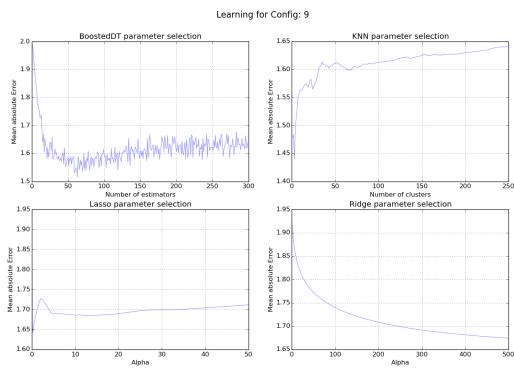 Learning for Config: 9
BoostedDT parameter selection
Mean absolute Error
2.0
1.9
1.8
1.7
1.6
1.5
0 50 100 150 200 250 300
Number of estimators
KNN parameter selection
Mean absolute Error
1.65
1.60
1.55
1.50
1.45
1.40
0 50 100 150 200 250
Number of clusters
Lasso parameter selection
Mean absolute Error
1.95
1.90
1.85
1.80
1.75
1.70
1.65
1.60
0 10 20 30 40 50
Alpha
Ridge parameter selection
Mean absolute Error
1.95
1.90
1.85
1.80
1.75
1.70
1.65
0 100 200 300 400 500
Alpha